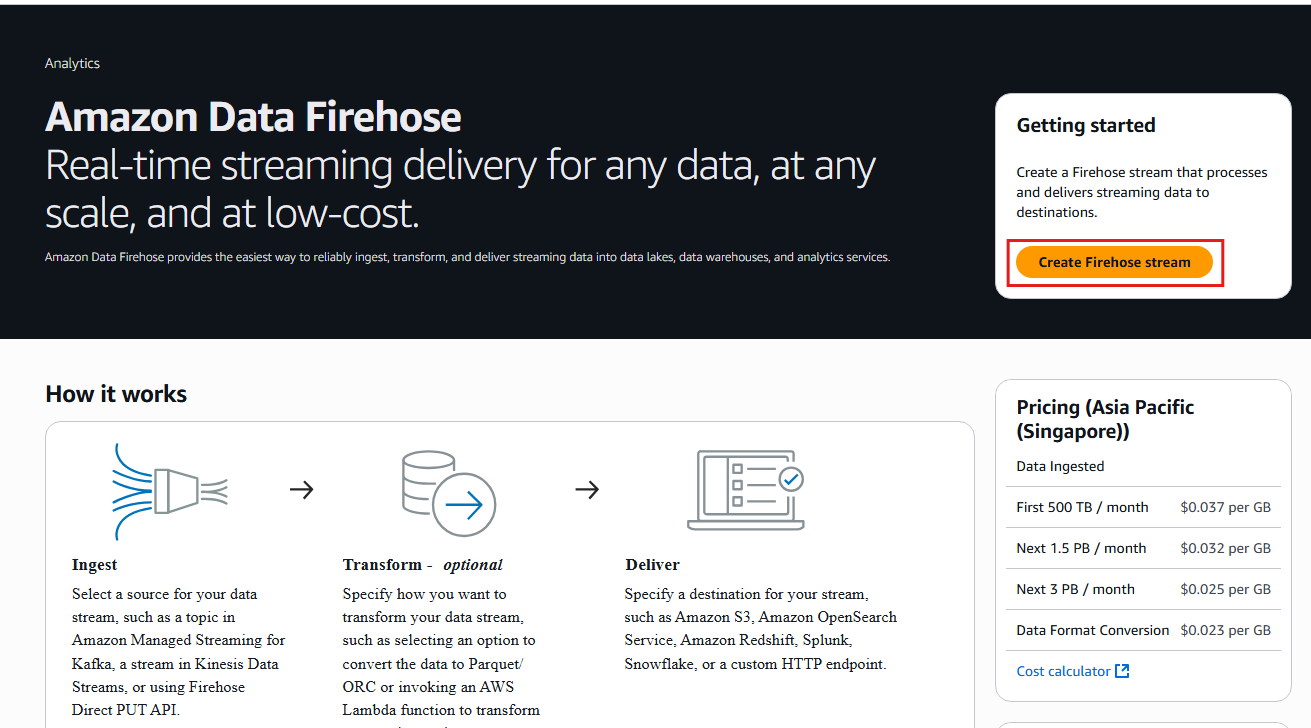 Analytics
Amazon Data Firehose
Real-time streaming delivery for any data, at any
scale, and at low-cost.
Amazon Data Firehose provides the easiest way to reliably ingest, transform, and deliver streaming data into data lakes, data warehouses, and analytics services.
Getting started
Create a Firehose stream that processes
and delivers streaming data to
destinations.
Create Firehose stream
How it works
Ingest
Select a source for your data
stream, such as a topic in
Amazon Managed Streaming for
Kafka, a stream in Kinesis Data
Streams, or using Firehose
Direct PUT API.
Transform - optional
Specify how you want to
transform your data stream,
such as selecting an option to
convert the data to Parquet/
ORC or invoking an AWS
Lambda function to transform
Deliver
Specify a destination for your stream,
such as Amazon S3, Amazon OpenSearch
Service, Amazon Redshift, Splunk,
Snowflake, or a custom HTTP endpoint.
Pricing (Asia Pacific
(Singapore))
Data Ingested
First 500 TB / month $0.037 per GB
Next 1.5 PB / month $0.032 per GB
Next 3 PB / month $0.025 per GB
Data Format Conversion $0.023 per GB
Cost calculator